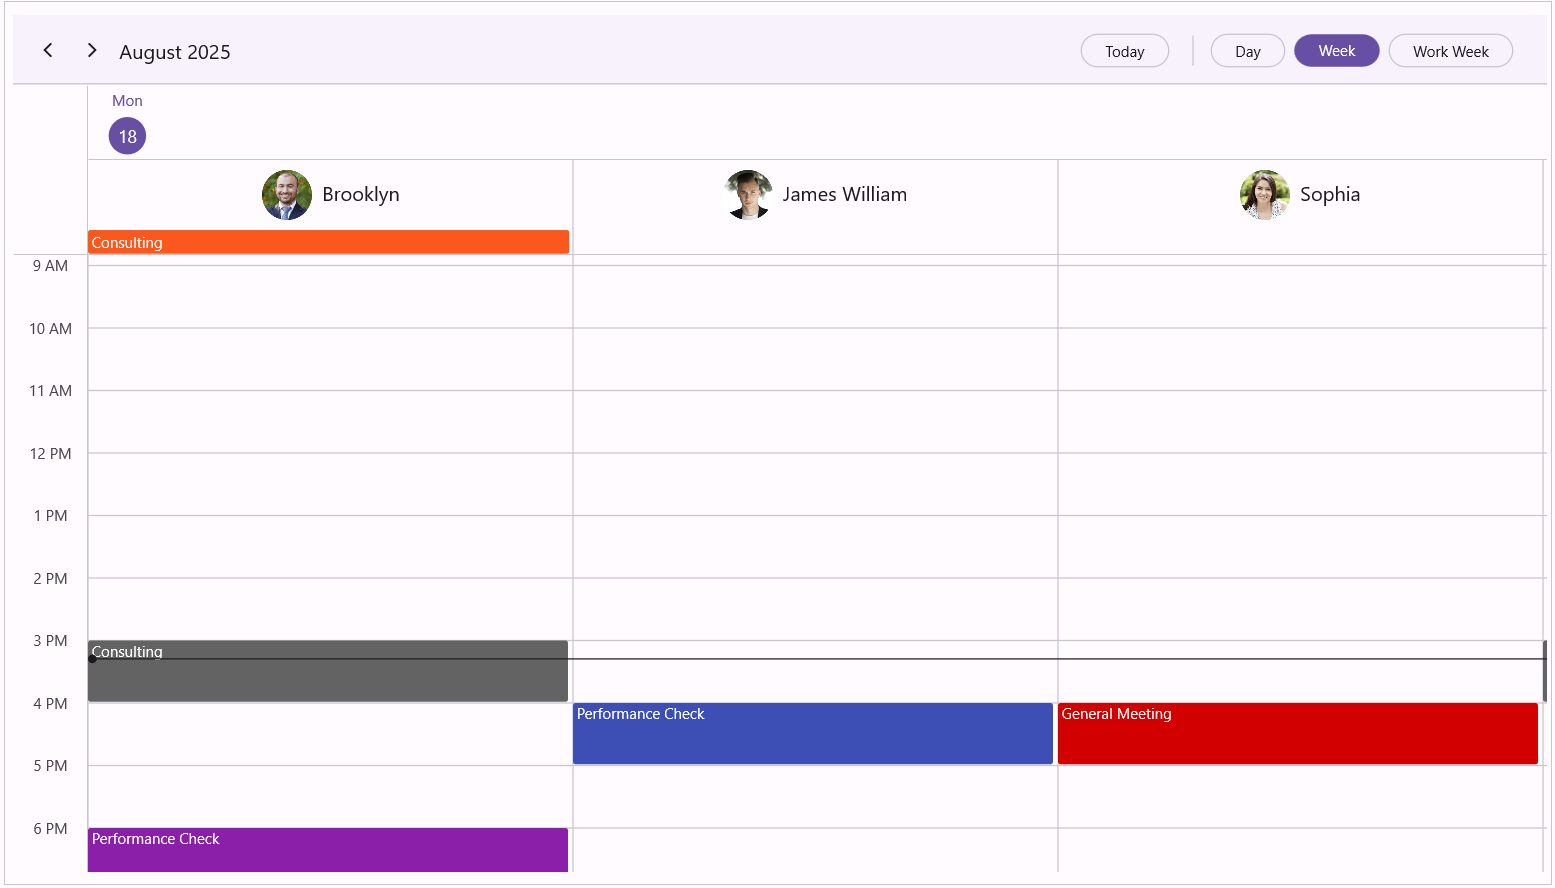 August 2025
Today
Day
Week
Work Week
Mon
18
Brooklyn
James William
Sophia
Consulting
9 AM
10 AM
11 AM
12 PM
1 PM
2 PM
3 PM
Consulting
4 PM
Performance Check
General Meeting
5 PM
6 PM
Performance Check